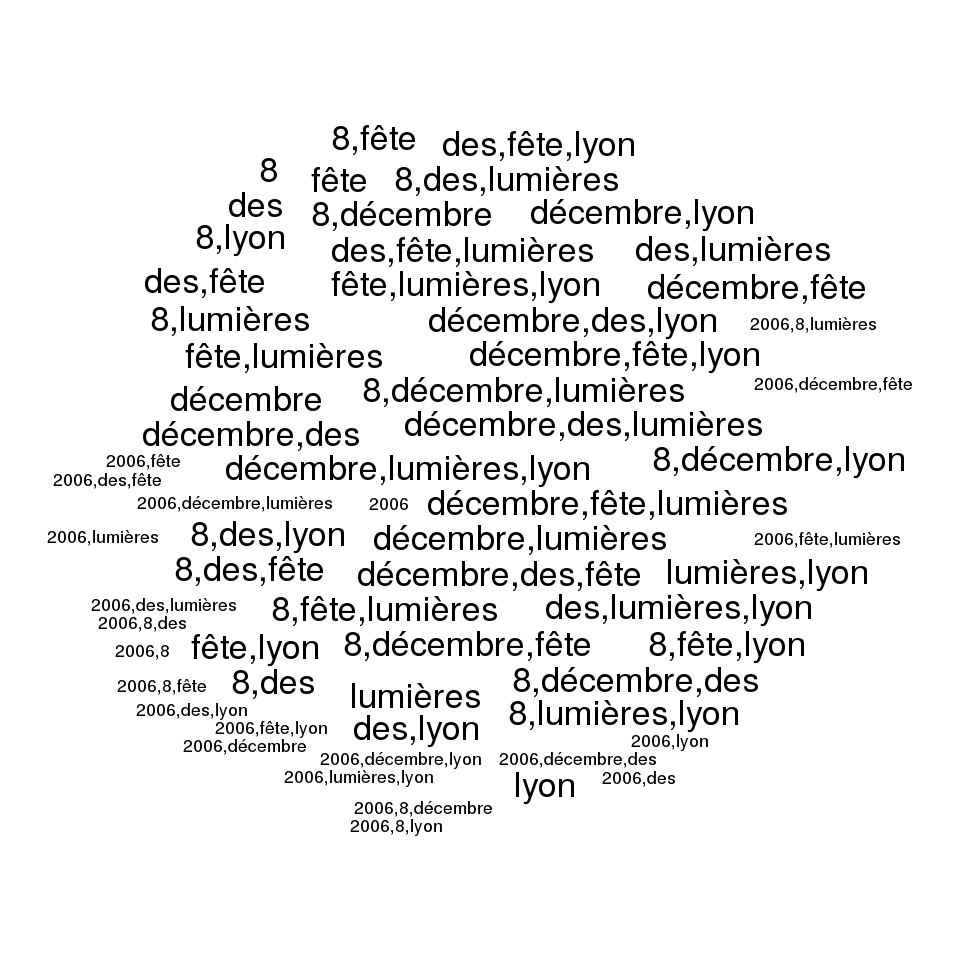 8,fête
des,fête,lyon
8
fête
8,des,lumières
des
8,décembre
décembre,lyon
8,lyon
des,fête,lumières
des,lumières
des,fête
fête,lumières,lyon
décembre,fête
8,lumières
décembre,des,lyon
2006,8,lumières
fête,lumières
décembre,fête,lyon
2006,décembre,fête
décembre
8,décembre,lumières
décembre,des,lumières
décembre,des
2006,fête
8,décembre,lyon
2006,des,fête
décembre,lumières,lyon
2006,décembre,lumières
2006
décembre,fête,lumières
2006,lumières
8,des,lyon
décembre,lumières
2006,fête,lumières
8,des,fête
décembre,des,fête
lumières,lyon
2006,des,lumières
8,fête,lumières
des,lumières,lyon
2006,8,des
2006,8
fête,lyon
8,décembre,fête
8,fête,lyon
2006,8,fête
8,des
lumières
8,décembre,des
2006,des,lyon
8,lumières,lyon
2006,fête,lyon
des,lyon
2006,lyon
2006,décembre
2006,décembre,lyon
2006,décembre,des
2006,lumières,lyon
lyon
2006,des
2006,8,décembre
2006,8,lyon